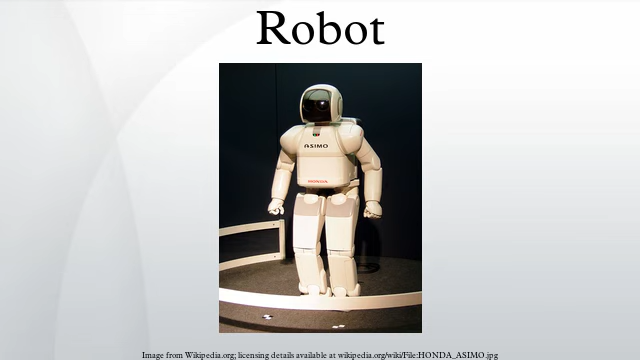 Robot
ASIMO
HONDA
Image from Wikipedia.org; licensing details available at wikipedia.org/wiki/File:HONDA_ASIMO.jpg